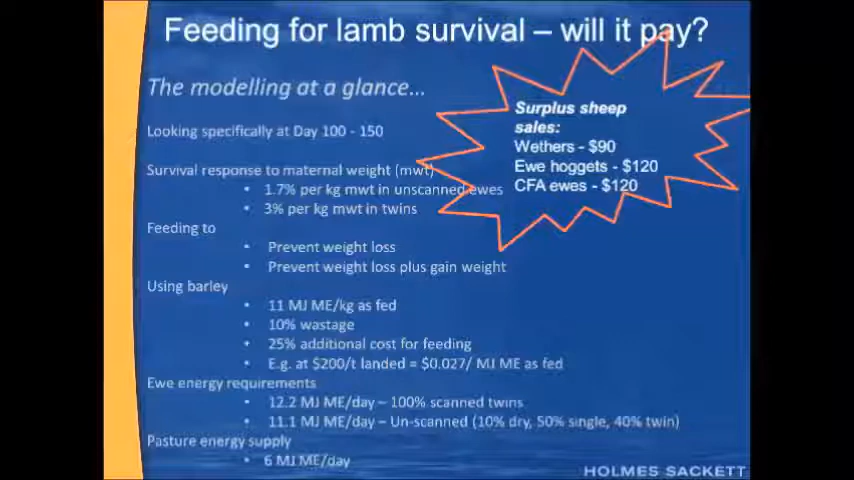 Feeding for lamb survival – will it pay?
The modelling at a glance...
Surplus sheep
sales:
Wethers - $90
Ewe hoggets - $120
CFA ewes - $120
Looking specifically at Day 100 - 150
Survival response to maternal weight (mwt)
• 1.7% per kg mwt in unscanned ewes
• 3% per kg mwt in twins
Feeding to
• Prevent weight loss
• Prevent weight loss plus gain weight
Using barley
• 11 MJ ME/kg as fed
• 10% wastage
• 25% additional cost for feeding
• E.g. at $200/t landed = $0.027/ MJ ME as fed
Ewe energy requirements
• 12.2 MJ ME/day – 100% scanned twins
• 11.1 MJ ME/day – Un-scanned (10% dry, 50% single, 40% twin)
Pasture energy supply
• 6 MJ ME/day
HOLMES SACKETT